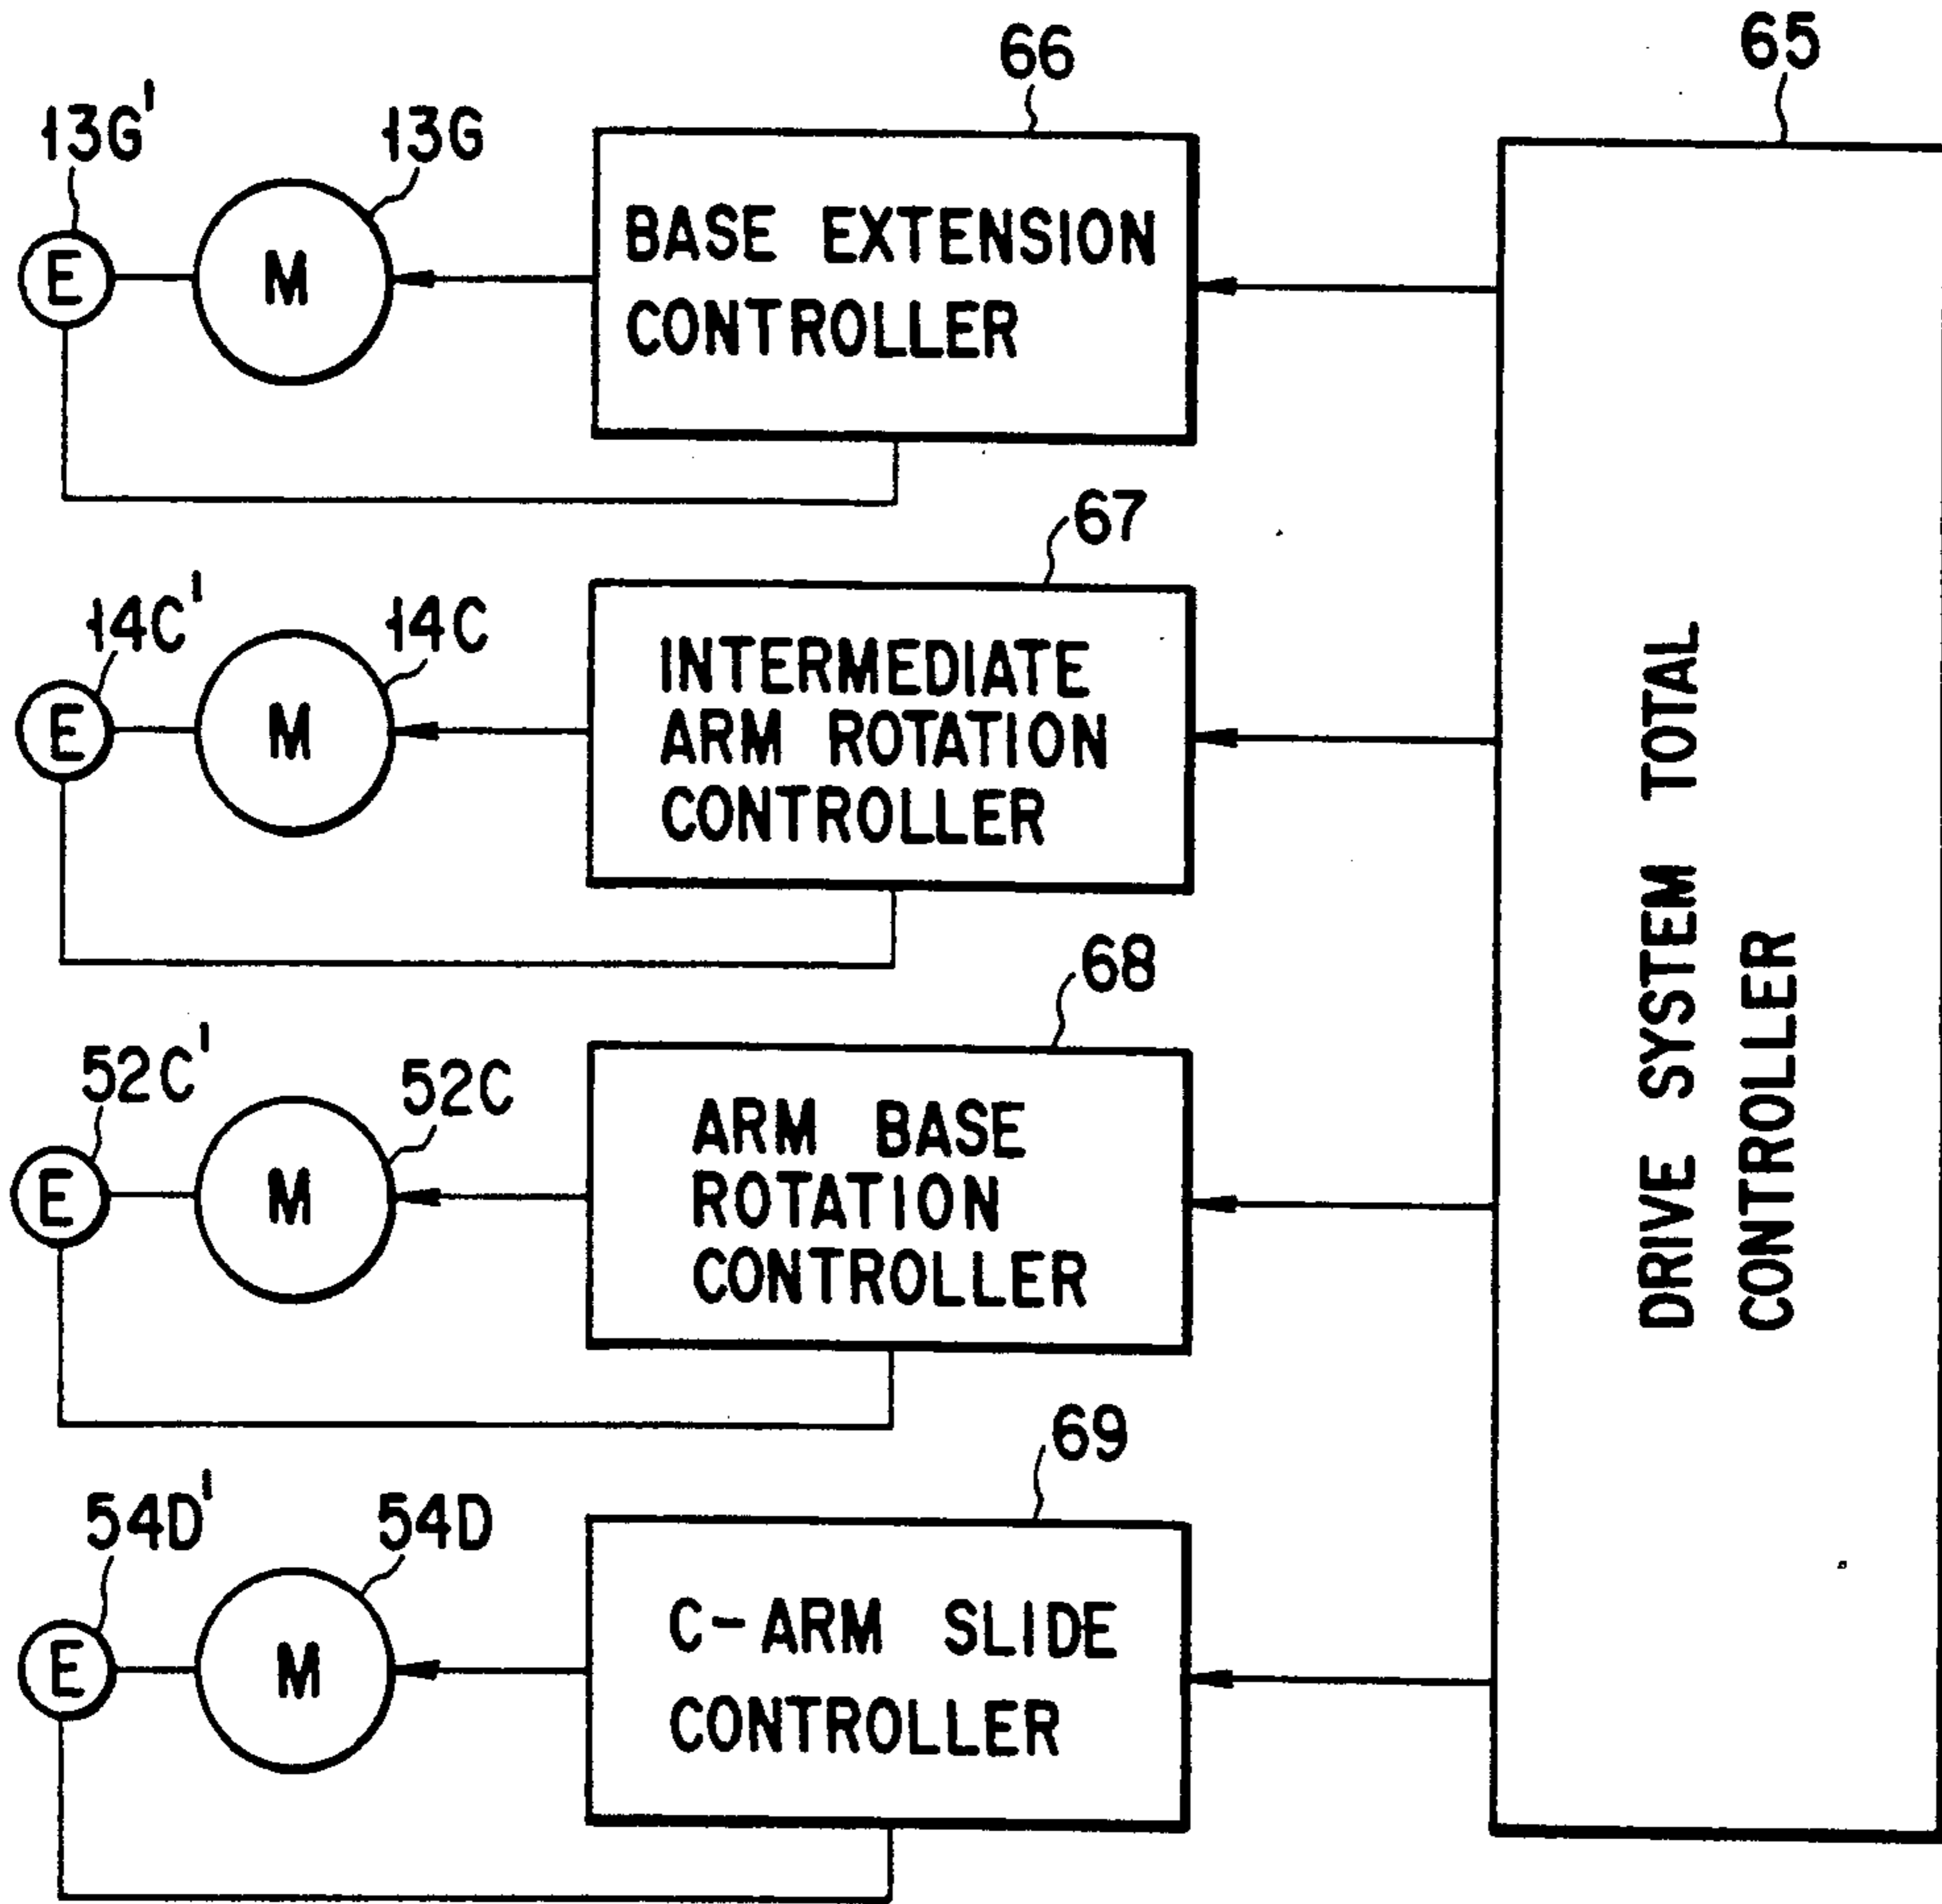 66
65
13G'
13G
E
M
BASE EXTENSION
CONTROLLER
67
14C'
14C
E
M
INTERMEDIATE
ARM ROTATION
CONTROLLER
68
52C'
52C
E
M
ARM BASE
ROTATION
CONTROLLER
69
54D'
54D
E
M
C-ARM SLIDE
CONTROLLER
DRIVE SYSTEM TOTAL
CONTROLLER